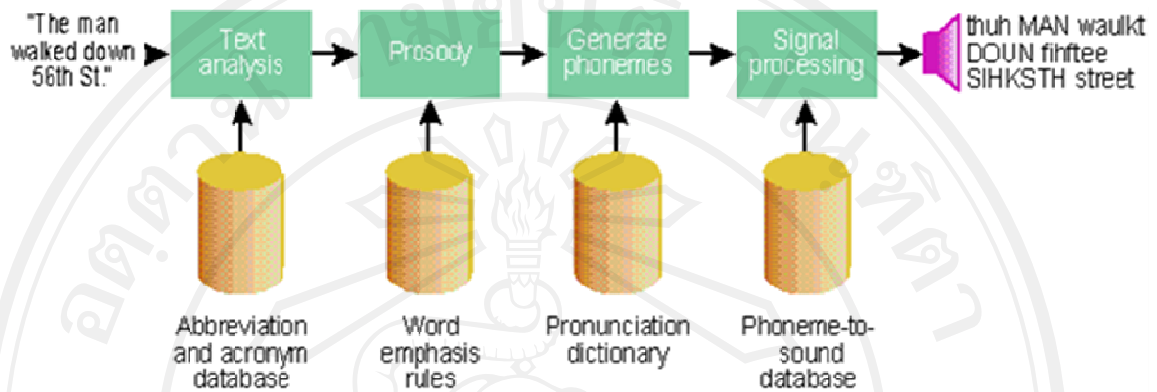 "The man
walked down
56th St."
Text
analysis
Prosody
Generate
phonemes
Signal
processing
thuh MAN waulkt
DOUN fihftee
SIHKSTH street
Abbreviation
and acronym
database
Word
emphasis
rules
Pronunciation
dictionary
Phoneme-to-
sound
database